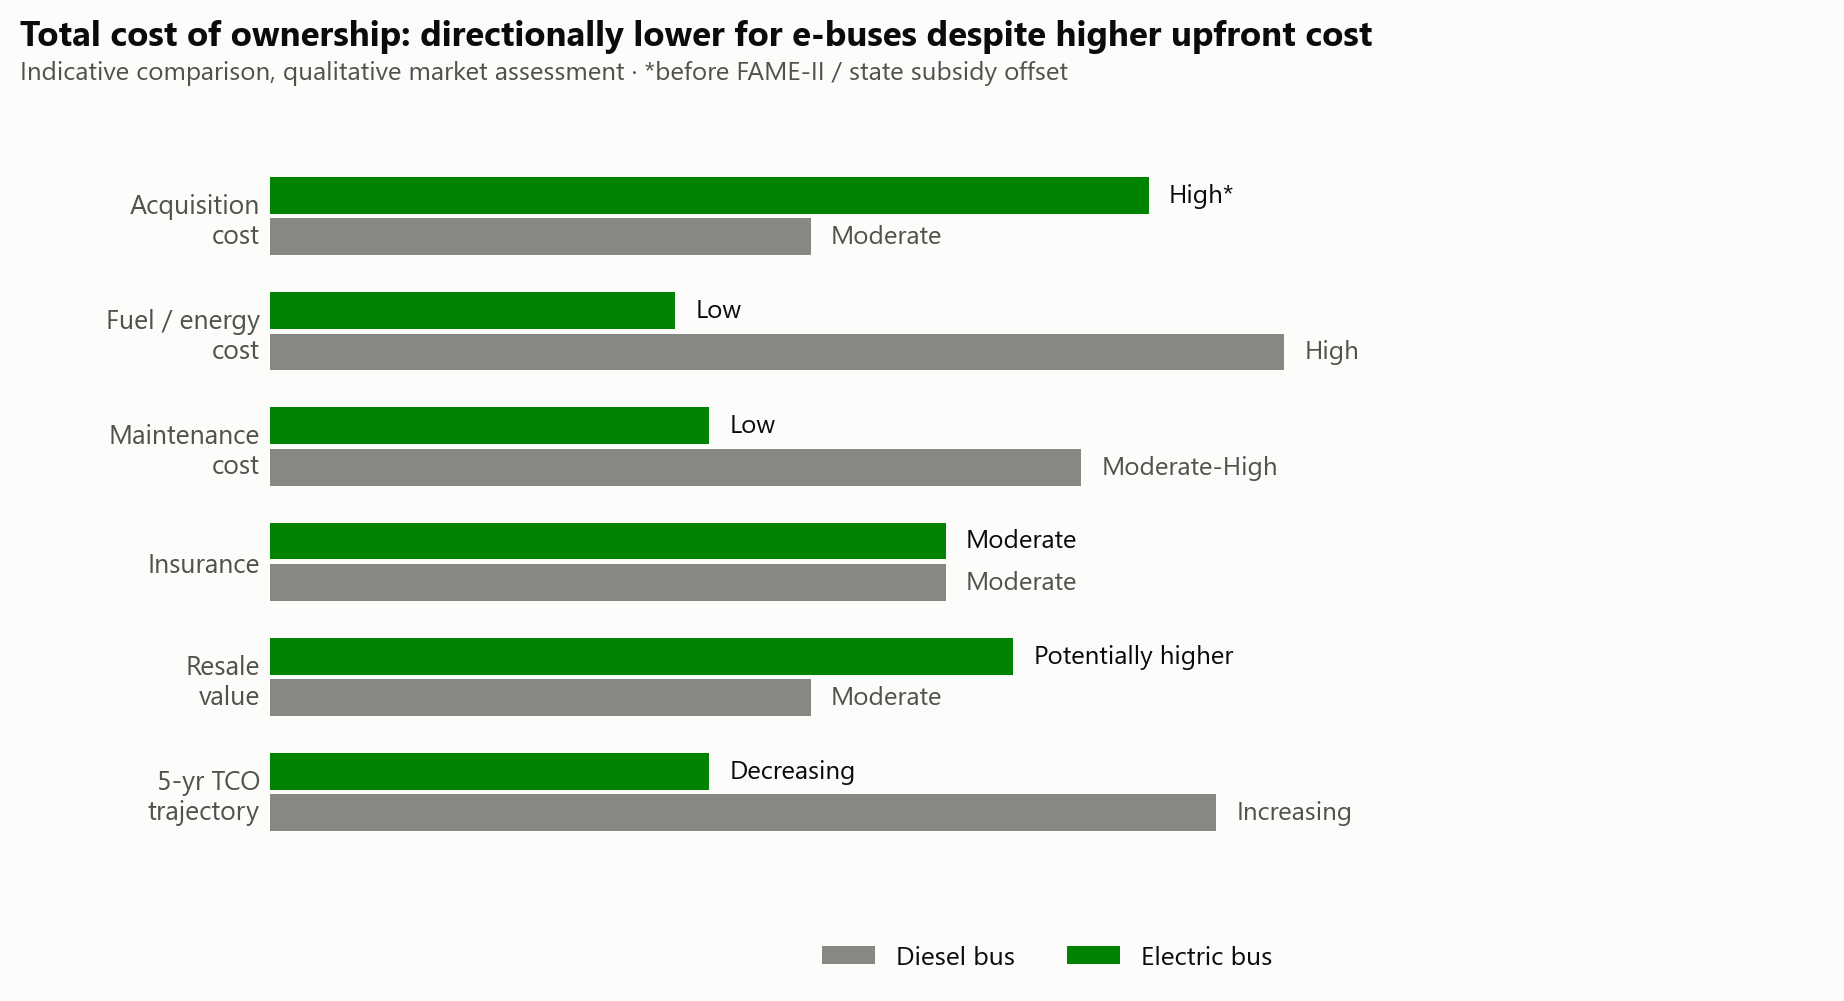 Total cost of ownership: directionally lower for e-buses despite higher upfront cost
Indicative comparison, qualitative market assessment · *before FAME-II / state subsidy offset
Acquisition
cost
High*
Moderate
Fuel / energy
cost
Low
High
Maintenance
cost
Low
Moderate-High
Insurance
Moderate
Moderate
Resale
value
Potentially higher
Moderate
5-yr TCO
trajectory
Decreasing
Increasing
Diesel bus
Electric bus